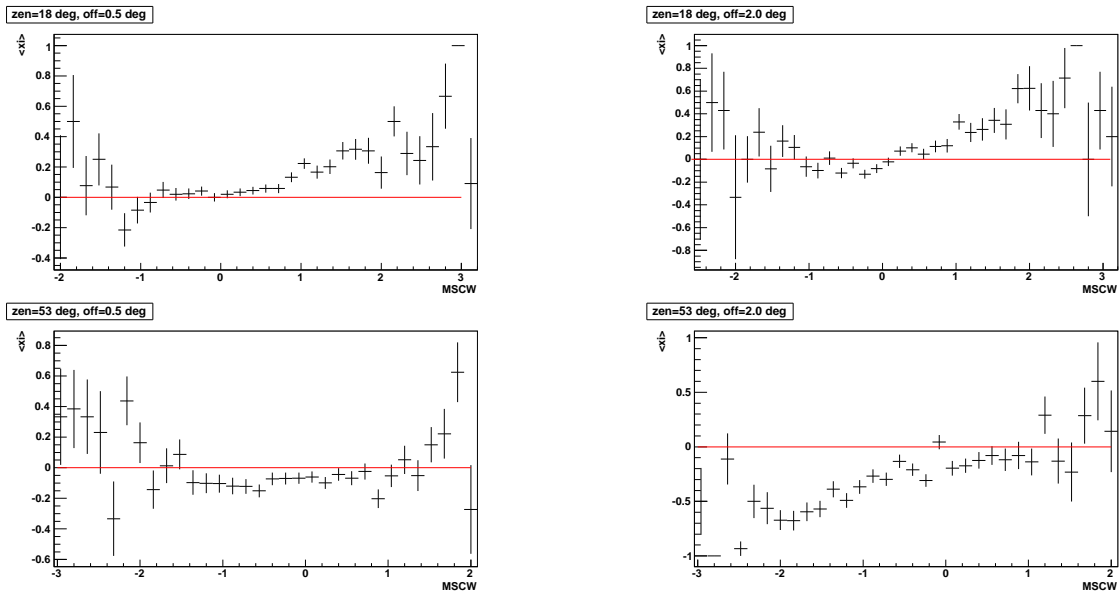 zen=18 deg, off=0.5 deg
<xi>
1
0.8
0.6
0.4
0.2
0
-0.2
-0.4
-2 -1 0 1 2 3
MSCW
zen=18 deg, off=2.0 deg
<xi>
1
0.8
0.6
0.4
0.2
0
-0.2
-0.4
-0.6
-0.8
-2 -1 0 1 2 3
MSCW
zen=53 deg, off=0.5 deg
<xi>
0.8
0.6
0.4
0.2
0
-0.2
-0.4
-0.6
-3 -2 -1 0 1 2
MSCW
zen=53 deg, off=2.0 deg
<xi>
1
0.5
0
-0.5
-1
-3 -2 -1 0 1 2
MSCW